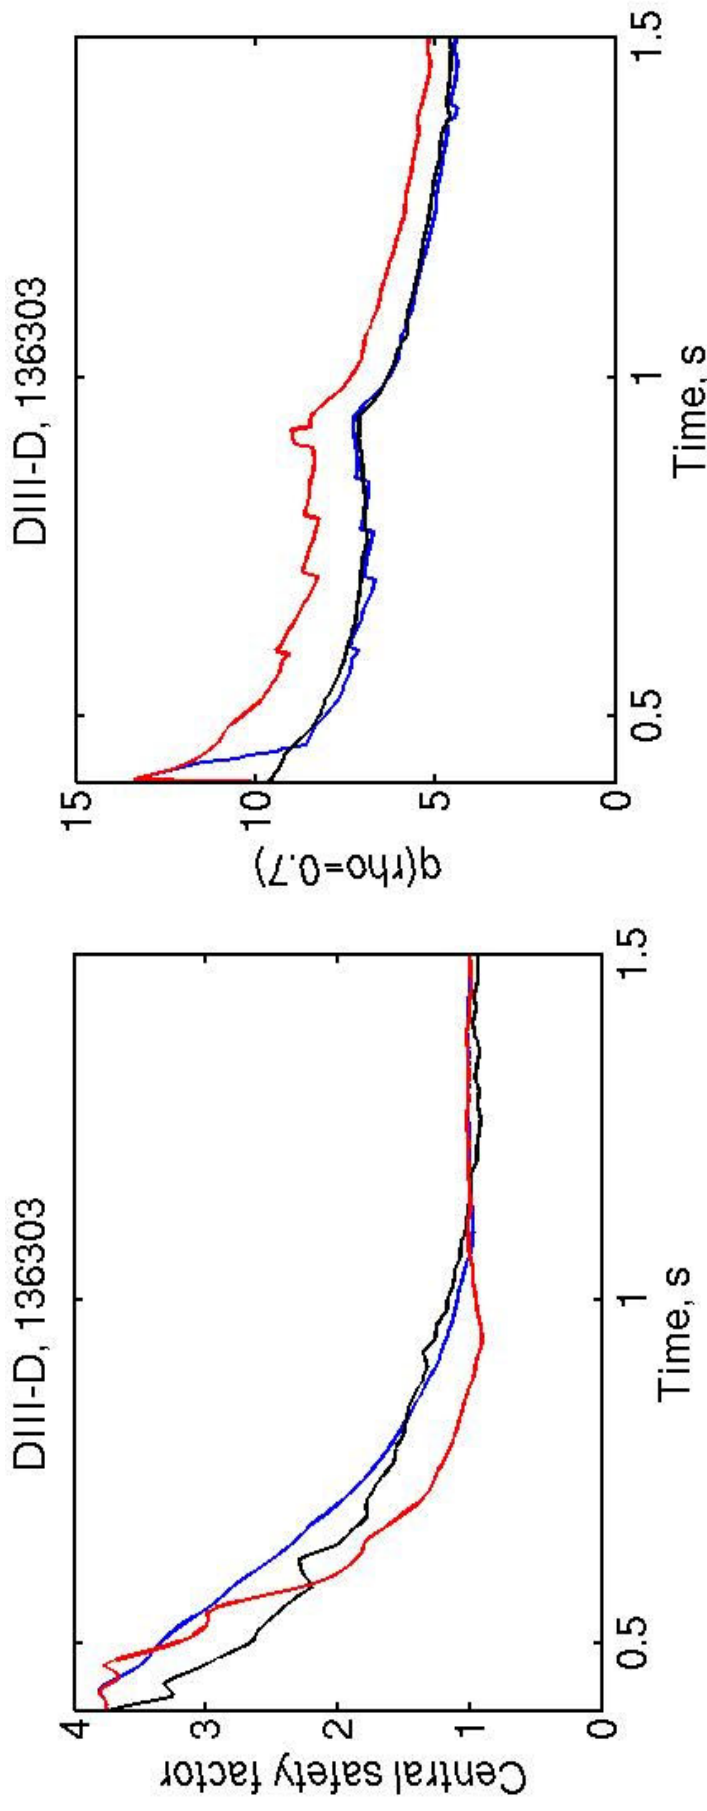 DIII-D, 136303
4
3
2
1
0
Central safety factor
0.5
1
1.5
Time, s
DIII-D, 136303
15
10
5
0
q(rho=0.7)
0.5
1
1.5
Time, s